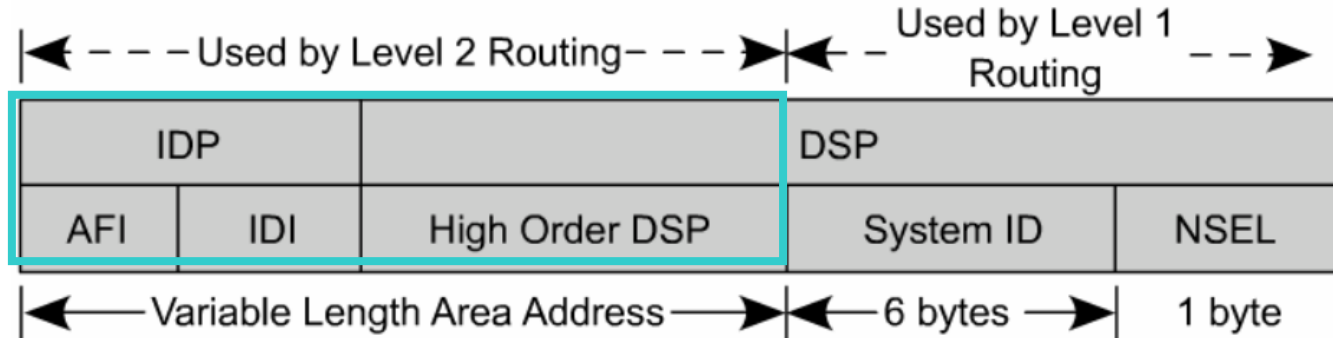 Used by Level 2 Routing
Used by Level 1
Routing
IDP
DSP
AFI
IDI
High Order DSP
System ID
NSEL
Variable Length Area Address
6 bytes
1 byte